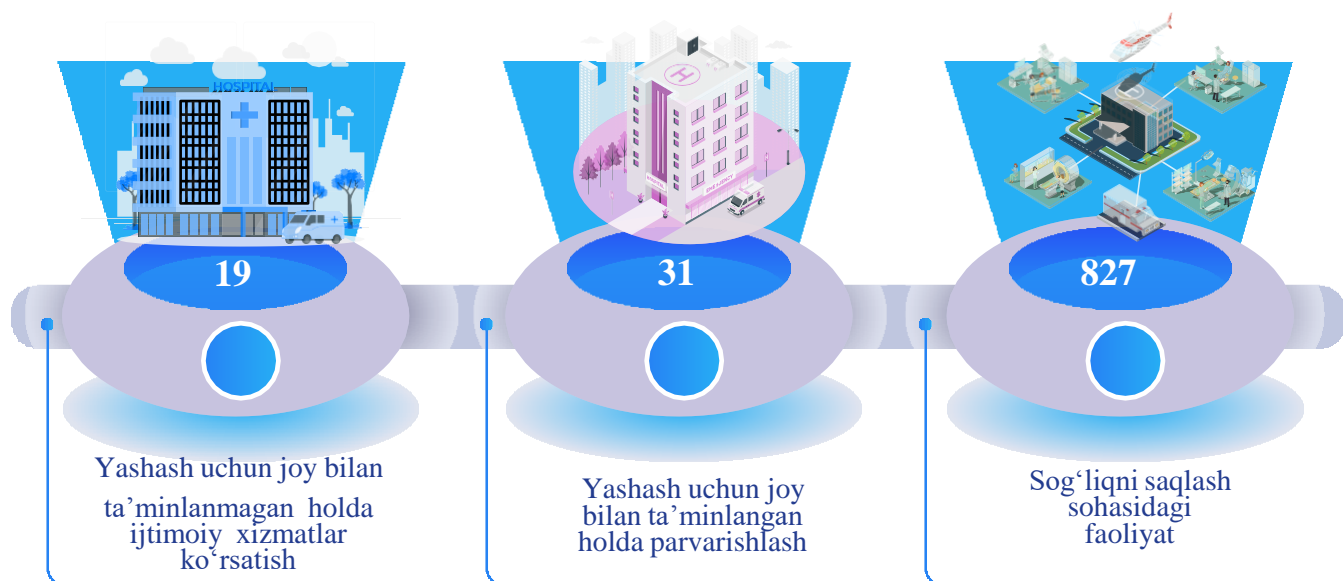 HOSPITAL
19
31
827
Yashash uchun joy bilan
ta’minlanmagan holda
ijtimoiy xizmatlar
ko‘rsatish
Yashash uchun joy
bilan ta’minlangan
holda parvarishlash
Sog‘liqni saqlash
sohasidagi
faoliyat